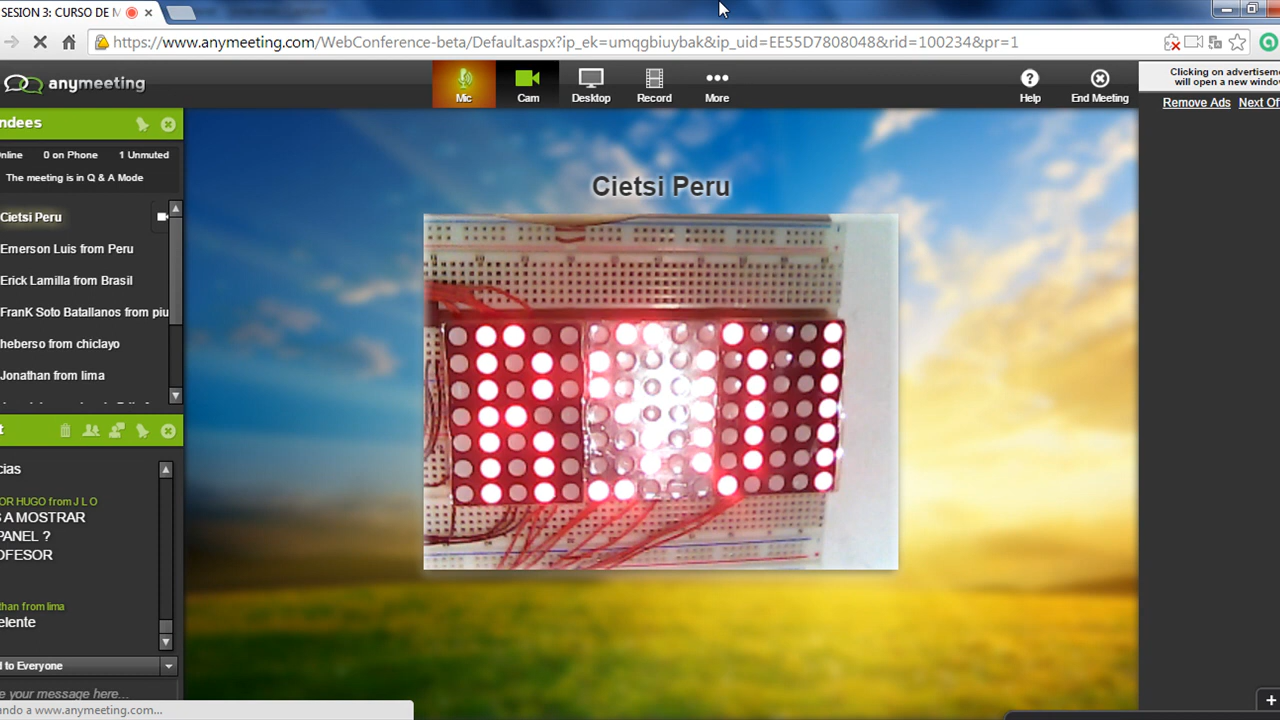 SESION 3: CURSO DE M
https://www.anymeeting.com/WebConference-beta/Default.aspx?ip_ek=umqgbiuybak&ip_uid=EE55D7808048&rid=100234&pr=1
anymeeting
Mic
Cam
Desktop
Record
More
Help
End Meeting
Clicking on advertiseme
will open a new windo
Remove Ads Next Of
ndees
nline 0 on Phone 1 Unmuted
The meeting is in Q & A Mode
Cietsi Peru
Emerson Luis from Peru
Erick Lamilla from Brasil
FranK Soto Batallanos from piu
heberso from chiclayo
Jonathan from lima
Cietsi Peru
t
cias
OR HUGO from J L O
S A MOSTRAR
PANEL ?
OFESOR
than from lima
elente
d to Everyone
e your message here...
ando a www.anymeeting.com...